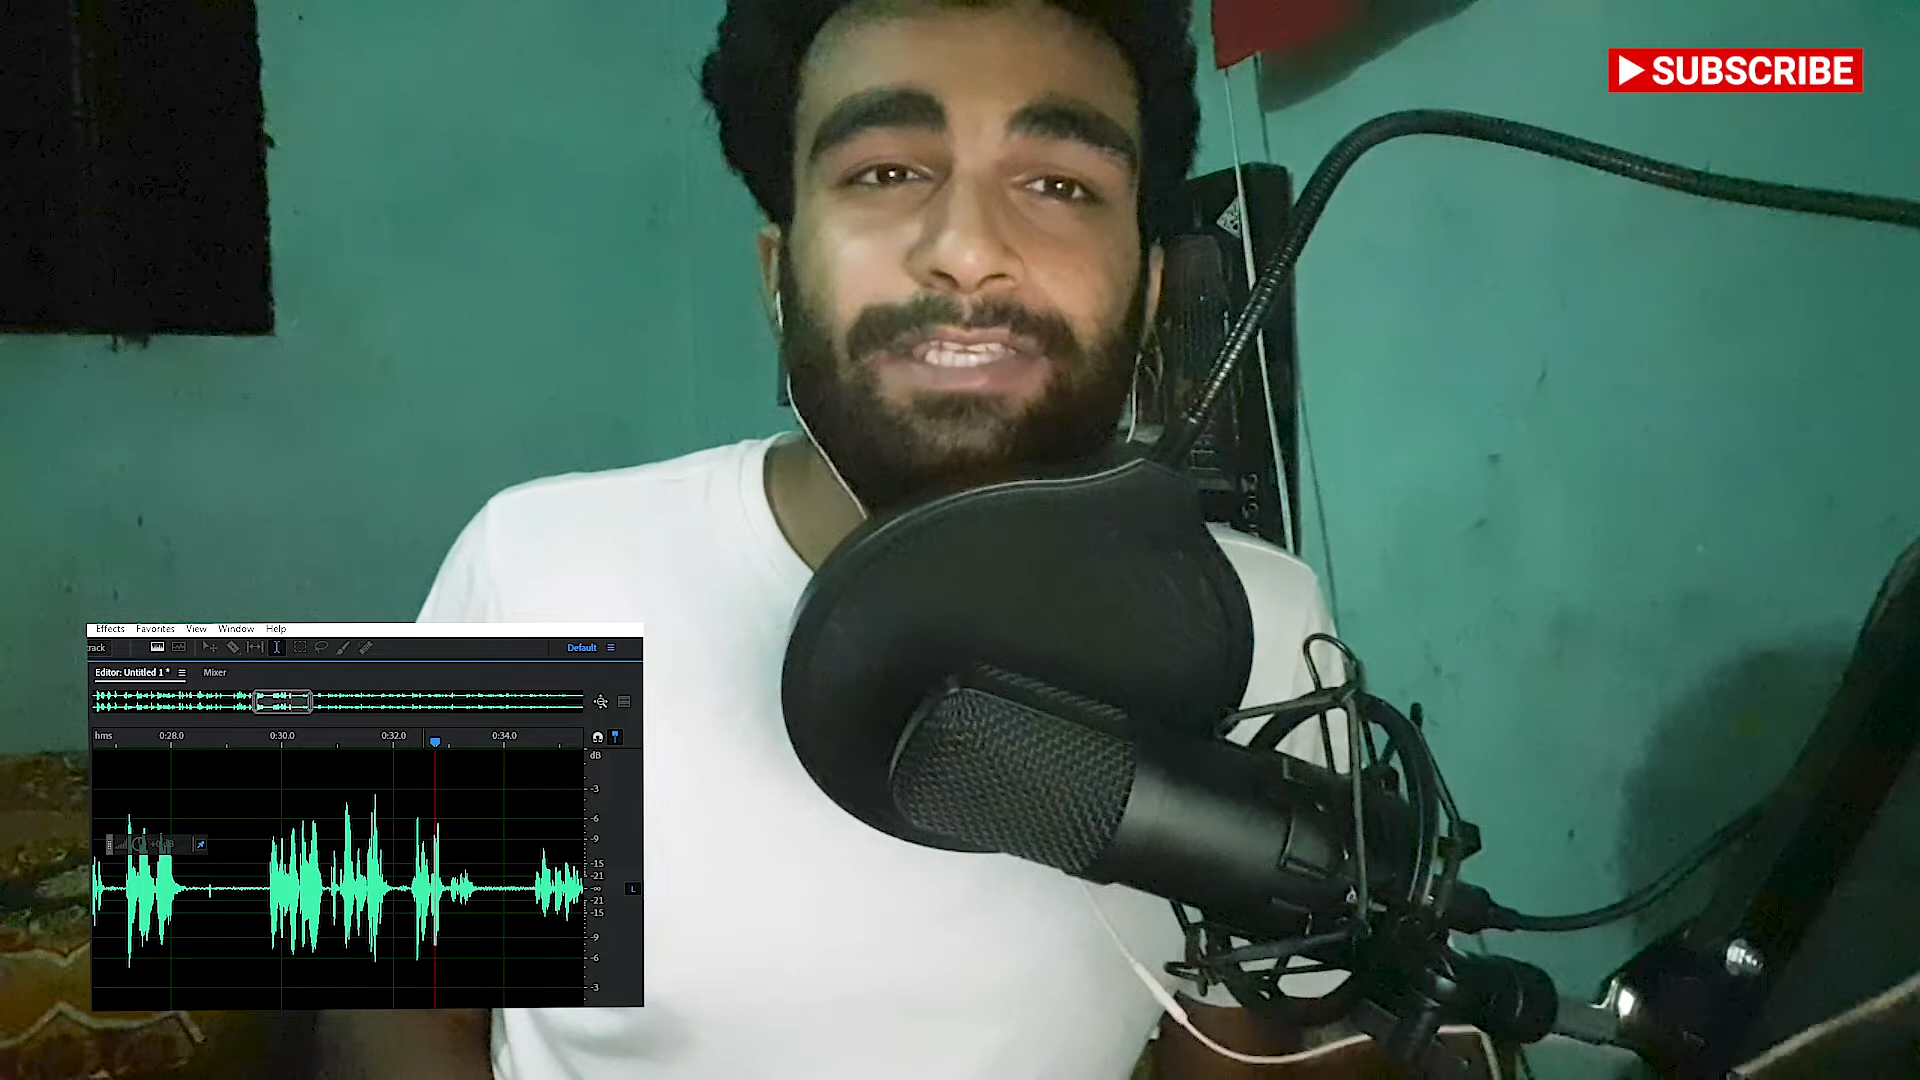 SUBSCRIBE
Effects Favorites View Window Help
track Default
Editor: Untitled 1 * Mixer
hms 0:28.0 0:30.0 0:32.0 0:34.0
dB
-3
-6
-9
-15
-21
-∞
-21
-15
-9
-6
-3
L